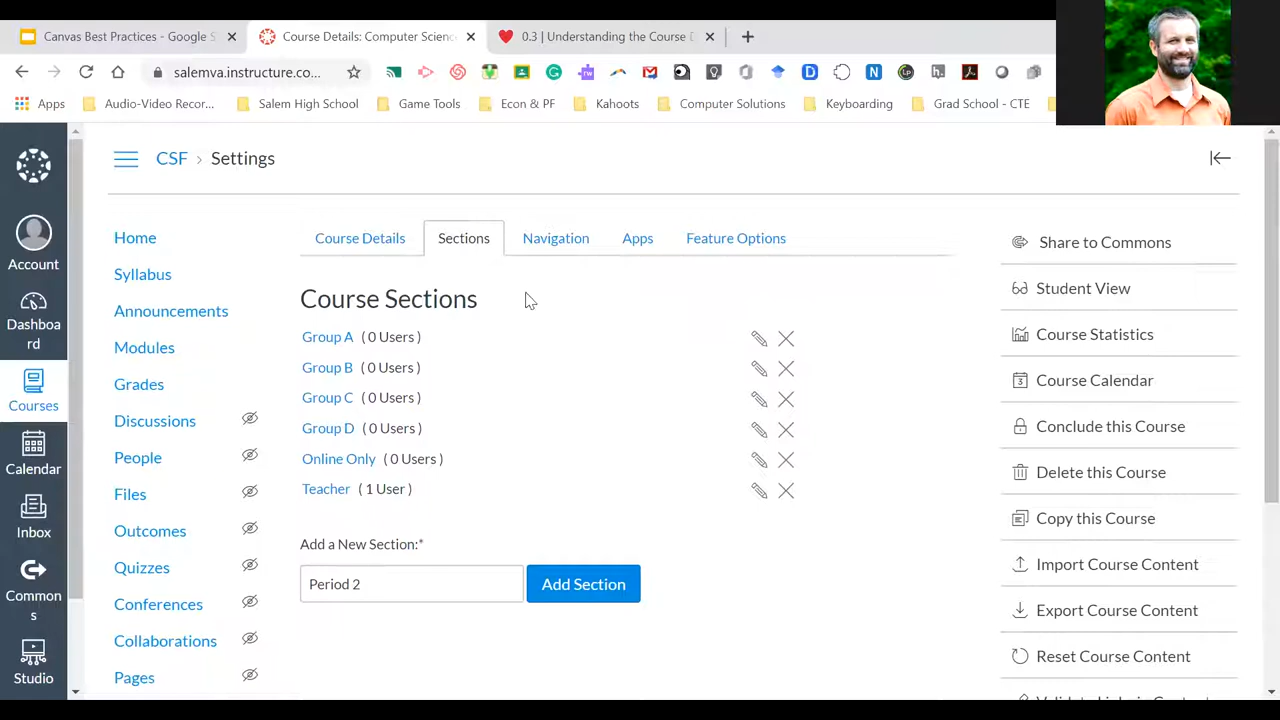 Canvas Best Practices - Google S
Course Details: Computer Scienc
0.3 | Understanding the Course D
salemva.instructure.co...
Apps
Audio-Video Recor...
Salem High School
Game Tools
Econ & PF
Kahoots
Computer Solutions
Keyboarding
Grad School - CTE
CSF > Settings
Account
Dashboa
rd
Courses
Calendar
Inbox
Common
s
Studio
Home
Syllabus
Announcements
Modules
Grades
Discussions
People
Files
Outcomes
Quizzes
Conferences
Collaborations
Pages
Course Details
Sections
Navigation
Apps
Feature Options
Course Sections
Group A ( 0 Users )
Group B ( 0 Users )
Group C ( 0 Users )
Group D ( 0 Users )
Online Only ( 0 Users )
Teacher ( 1 User )
Add a New Section:*
Period 2
Add Section
Share to Commons
Student View
Course Statistics
Course Calendar
Conclude this Course
Delete this Course
Copy this Course
Import Course Content
Export Course Content
Reset Course Content